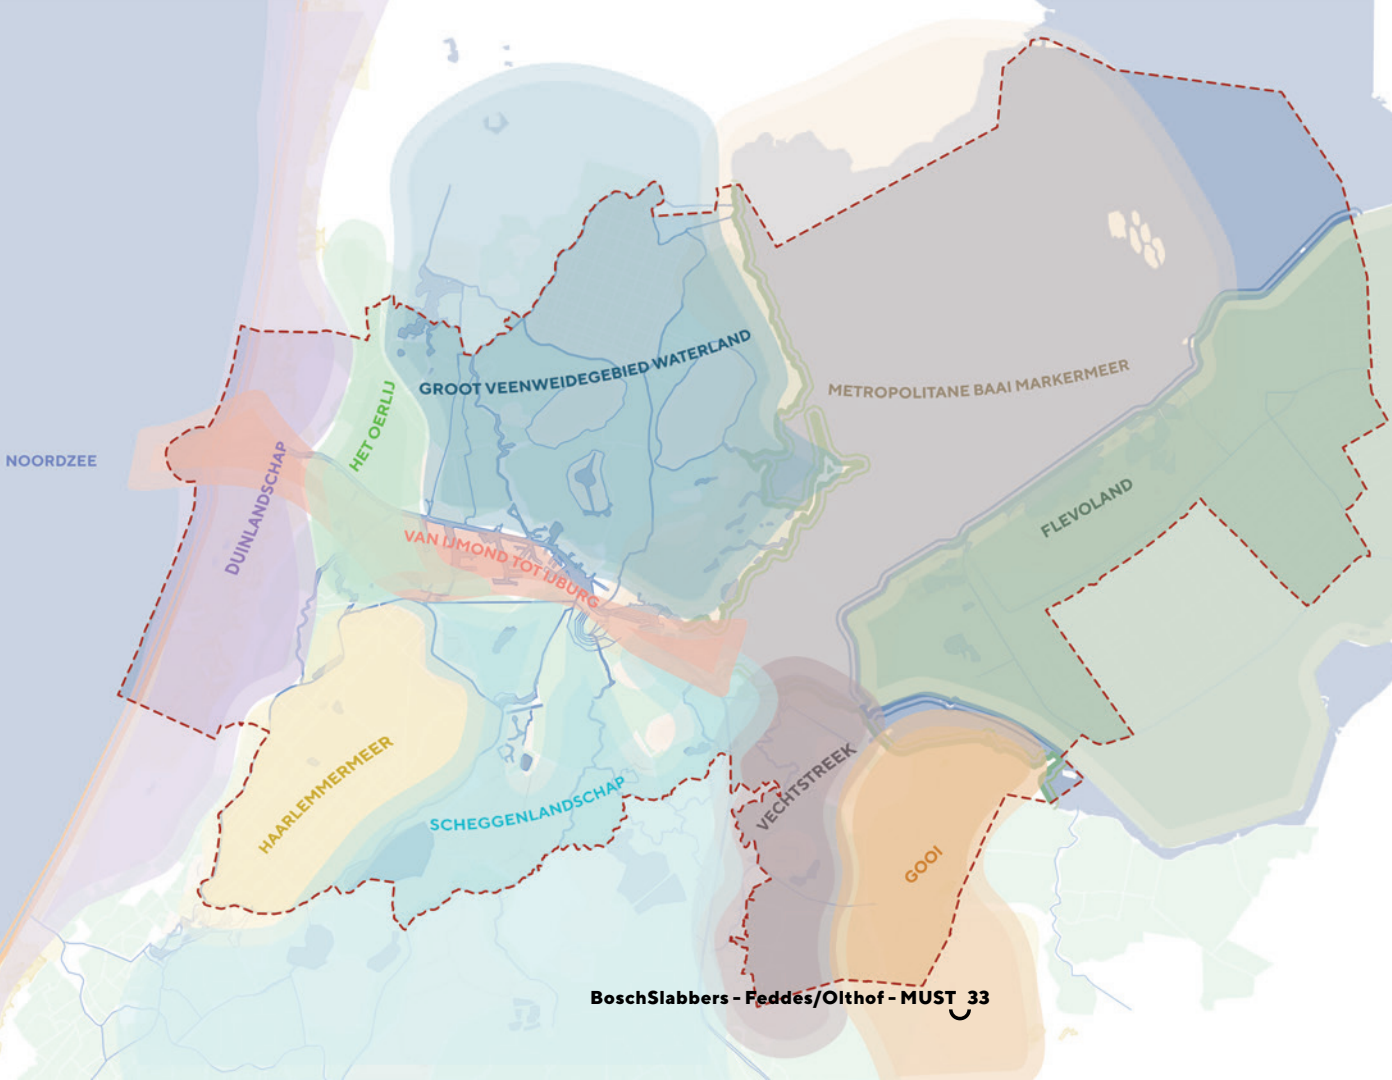 GROOT VEENWEIDEGEBIED WATERLAND
METROPOLITANE BAAI MARKERMEER
HET OERLIJ
NOORDZEE
DUINLANDSCHAP
FLEVOLAND
VAN IJMOND TOT IJBURG
HAARLEMMERMEER
SCHEGGENLANDSCHAP
VECHTSTREEK
GOOI
BoschSlabbers - Feddes/Olthof - MUST 33